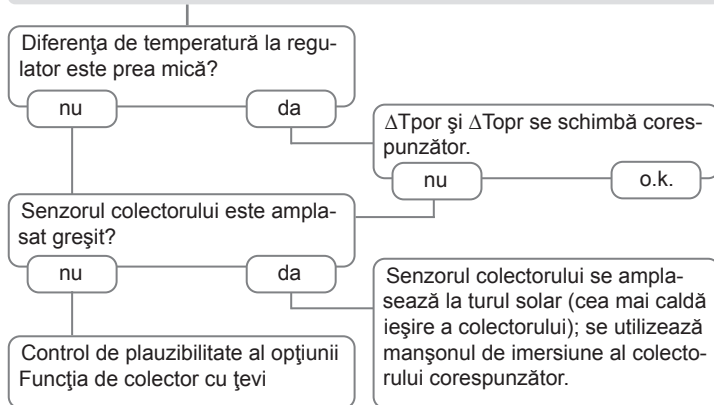 Diferenţa de temperatură la regu-
lator este prea mică?
nu
da
∆Tpor şi ∆Topr se schimbă cores-
punzător.
nu
o.k.
Senzorul colectorului este ampla-
sat greşit?
nu
da
Senzorul colectorului se ampla-
sează la turul solar (cea mai caldă
ieşire a colectorului); se utilizează
manşonul de imersiune al colecto-
rului corespunzător.
Control de plauzibilitate al opţiunii
Funcţia de colector cu ţevi